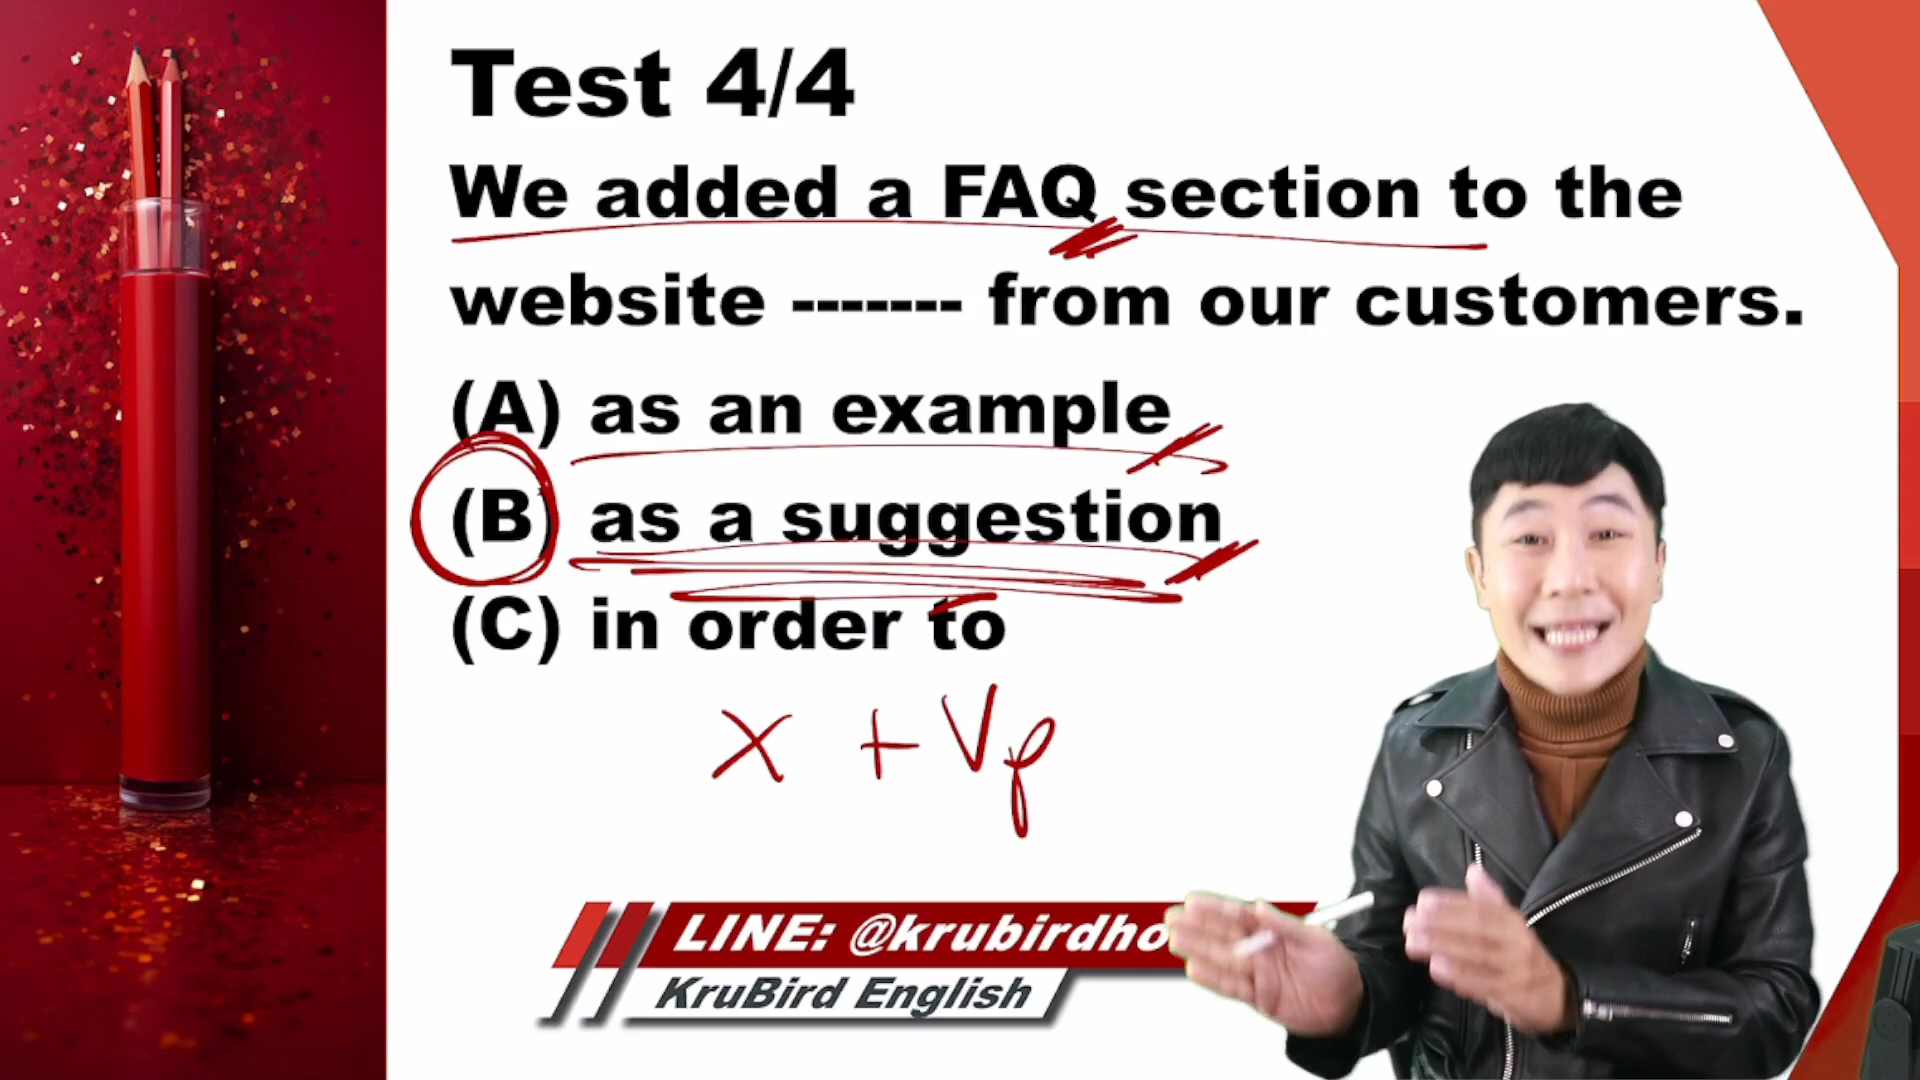 Test 4/4
We added a FAQ section to the
website ------- from our customers.
(A) as an example
(B) as a suggestion
(C) in order to
x + Vp
LINE: @krubirdho
KruBird English